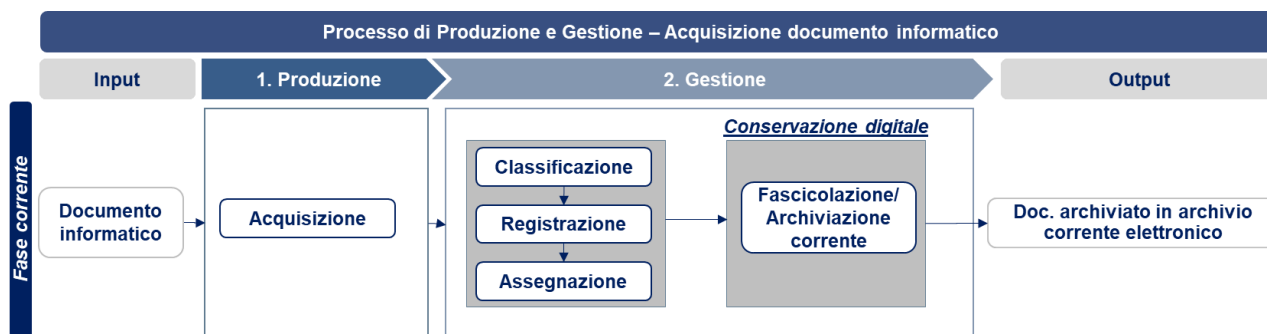 Processo di Produzione e Gestione – Acquisizione documento informatico
Input
1. Produzione
2. Gestione
Output
Fase corrente
Documento
informatico
Acquisizione
Classificazione
Registrazione
Assegnazione
Conservazione digitale
Fascicolazione/
Archiviazione
corrente
Doc. archiviato in archivio
corrente elettronico